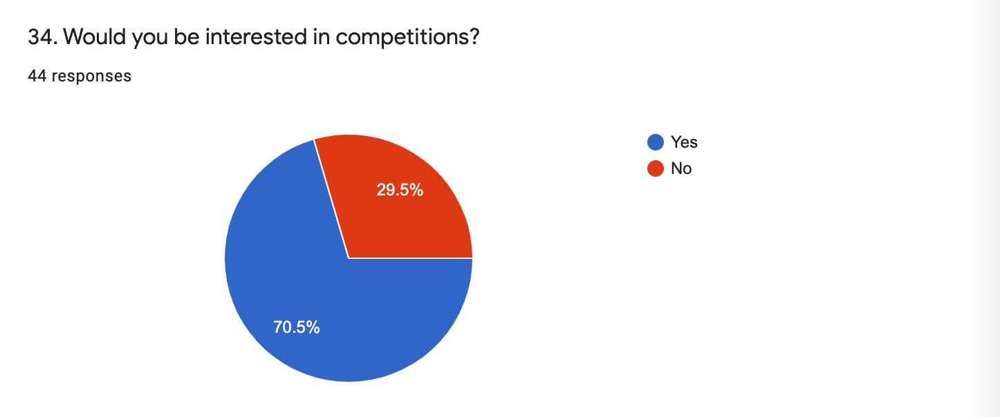 34. Would you be interested in competitions?
44 responses
Yes
No
29.5%
70.5%